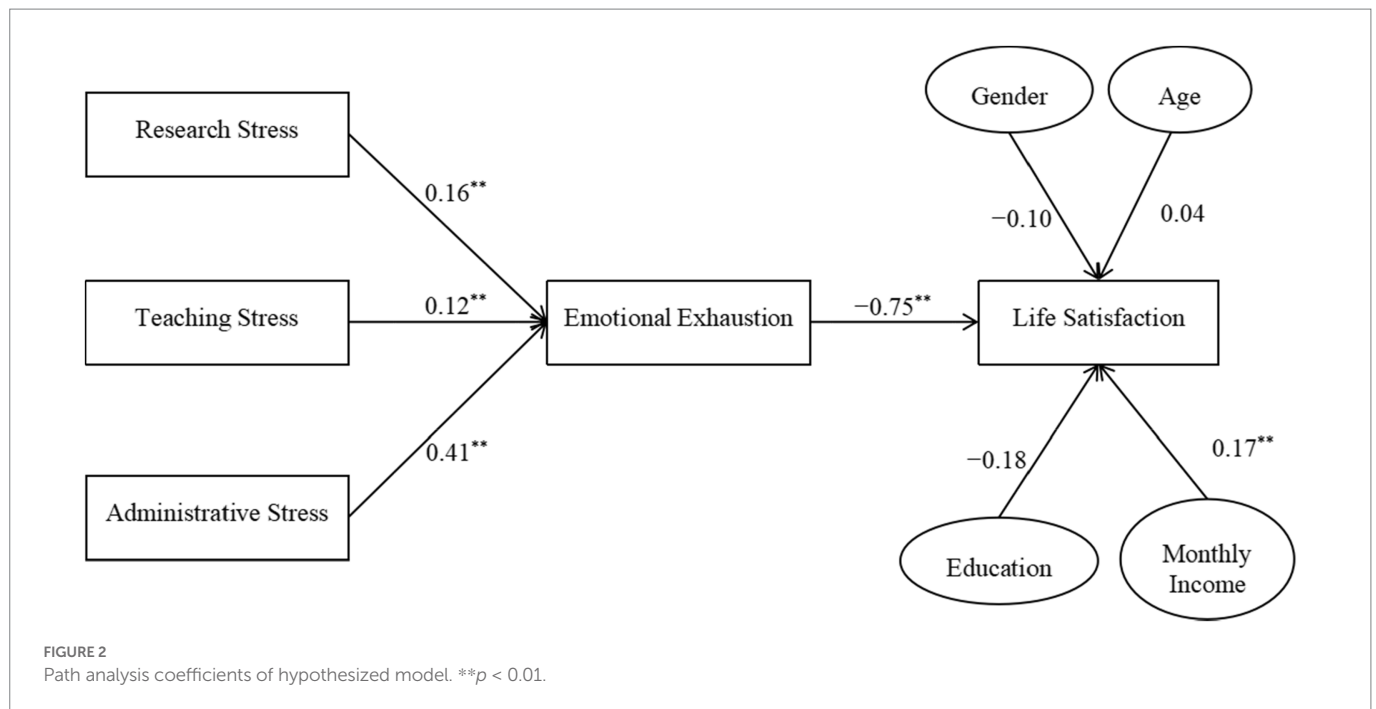 Gender
Age
Research Stress
0.16**
−0.10
0.04
Teaching Stress
0.12**
Emotional Exhaustion
−0.75**
Life Satisfaction
0.41**
−0.18
0.17**
Administrative Stress
Education
Monthly
Income
FIGURE 2
Path analysis coefficients of hypothesized model. **p < 0.01.